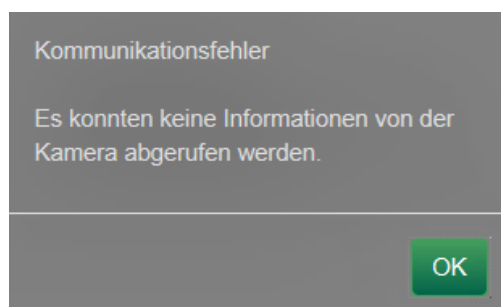 Kommunikationsfehler
Es konnten keine Informationen von der
Kamera abgerufen werden.
OK